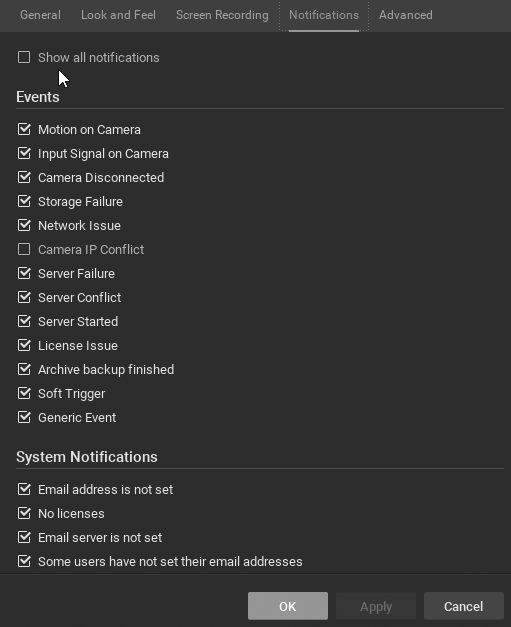 General Look and Feel Screen Recording Notifications Advanced
Show all notifications
Events
Motion on Camera
Input Signal on Camera
Camera Disconnected
Storage Failure
Network Issue
Camera IP Conflict
Server Failure
Server Conflict
Server Started
License Issue
Archive backup finished
Soft Trigger
Generic Event
System Notifications
Email address is not set
No licenses
Email server is not set
Some users have not set their email addresses
OK Apply Cancel